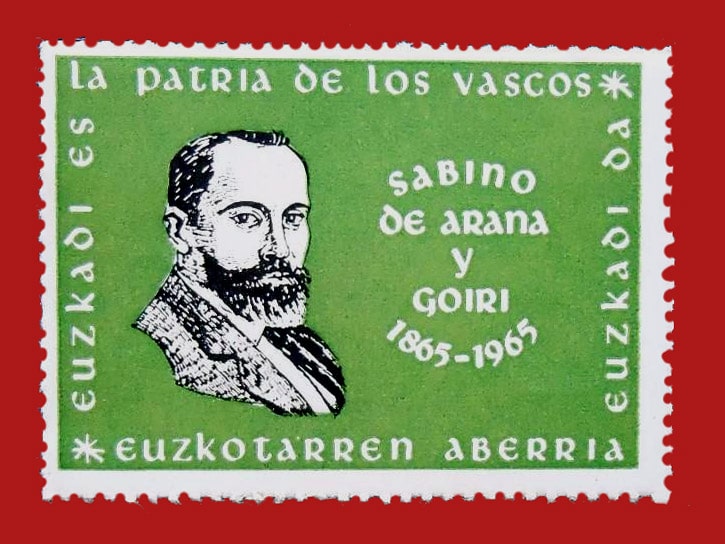 euzkadi es
La patria de los vascos *
Sabino
de Arana
y
Goiri
1865-1965
euzkadi da
* euzkotarren aberria